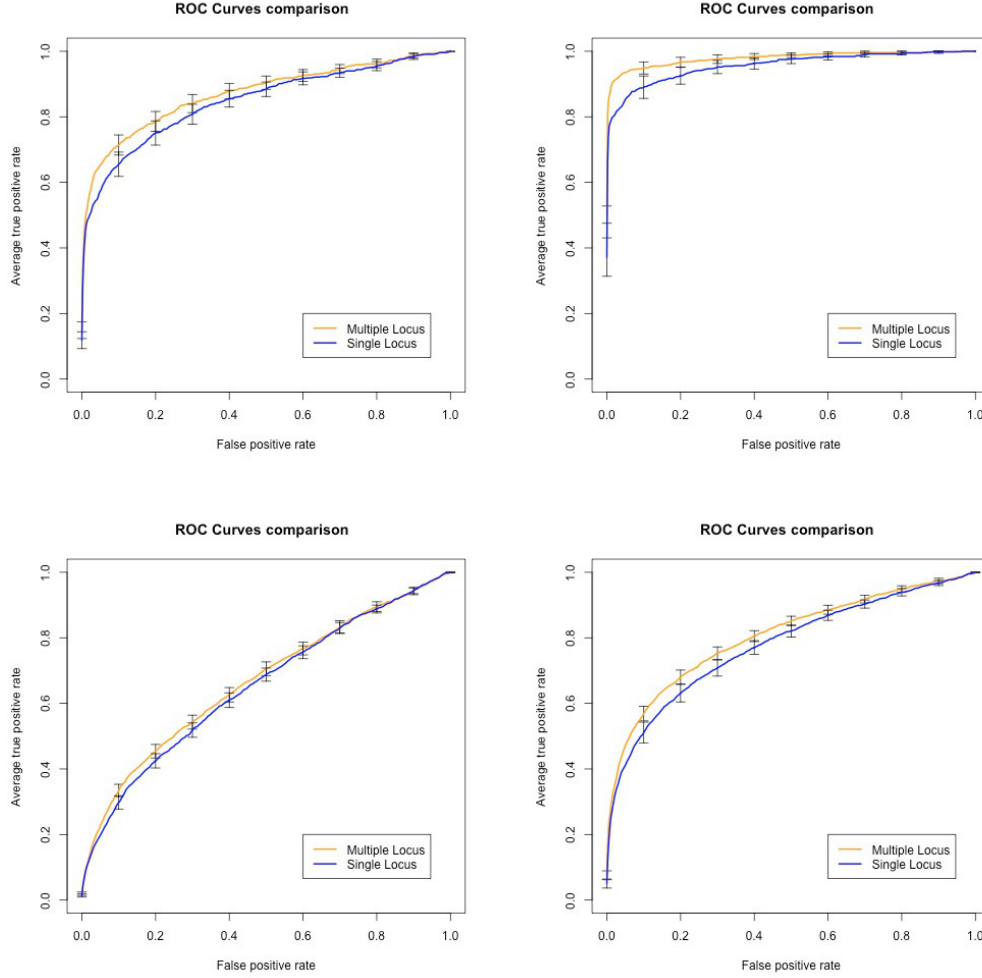 ROC Curves comparison
Average true positive rate
1.0
0.8
0.6
0.4
0.2
0.0
Multiple Locus
Single Locus
0.0 0.2 0.4 0.6 0.8 1.0
False positive rate
ROC Curves comparison
Average true positive rate
1.0
0.8
0.6
0.4
0.2
0.0
Multiple Locus
Single Locus
0.0 0.2 0.4 0.6 0.8 1.0
False positive rate
ROC Curves comparison
Average true positive rate
1.0
0.8
0.6
0.4
0.2
0.0
Multiple Locus
Single Locus
0.0 0.2 0.4 0.6 0.8 1.0
False positive rate
ROC Curves comparison
Average true positive rate
1.0
0.8
0.6
0.4
0.2
0.0
Multiple Locus
Single Locus
0.0 0.2 0.4 0.6 0.8 1.0
False positive rate